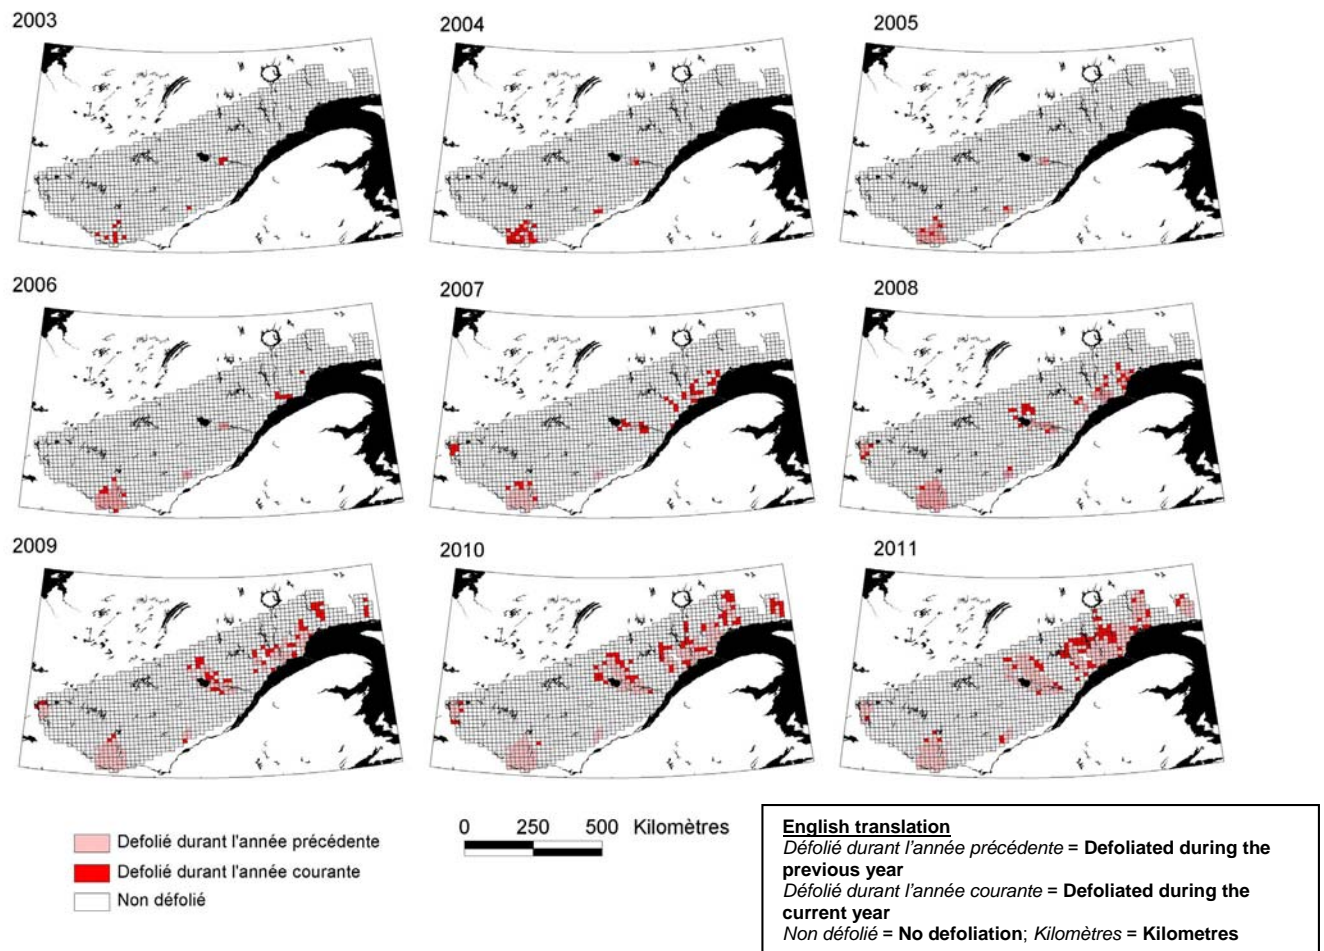 2003
2004
2005
2006
2007
2008
2009
2010
2011
Defolié durant l'année précédente
Defolié durant l'année courante
Non défolié
0 250 500 Kilomètres
English translation
Défolié durant l'année précédente = Defoliated during the
previous year
Défolié durant l'année courante = Defoliated during the
current year
Non défolié = No defoliation; Kilomètres = Kilometres